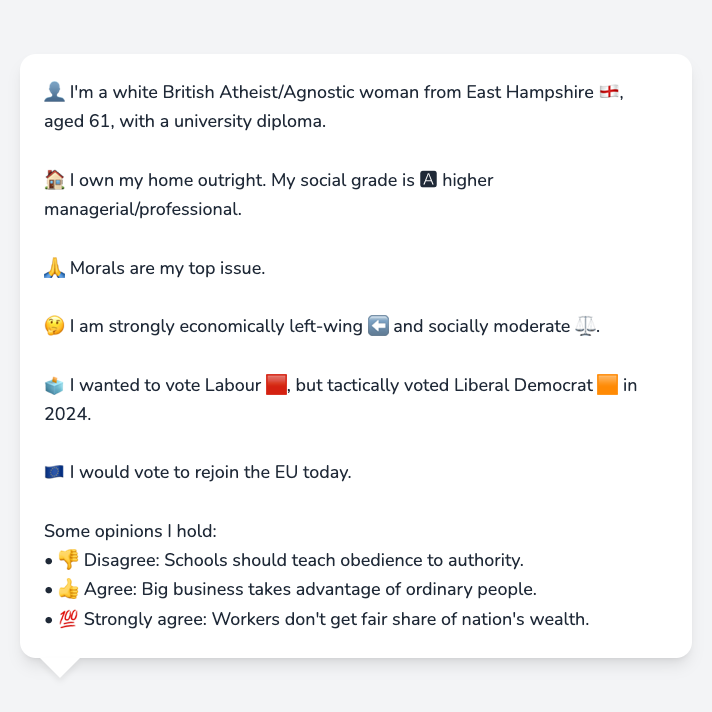 👤 I'm a white British Atheist/Agnostic woman from East Hampshire 🏴󠁧󠁢󠁥󠁮󠁧󠁿,
aged 61, with a university diploma.
🏠 I own my home outright. My social grade is 🅰 higher
managerial/professional.
🙏 Morals are my top issue.
🤔 I am strongly economically left-wing ⬅️ and socially moderate ⚖️.
🗳️ I wanted to vote Labour 🟥, but tactically voted Liberal Democrat 🟧 in
2024.
🇪🇺 I would vote to rejoin the EU today.
Some opinions I hold:
• 👎 Disagree: Schools should teach obedience to authority.
• 👍 Agree: Big business takes advantage of ordinary people.
• 💯 Strongly agree: Workers don't get fair share of nation's wealth.